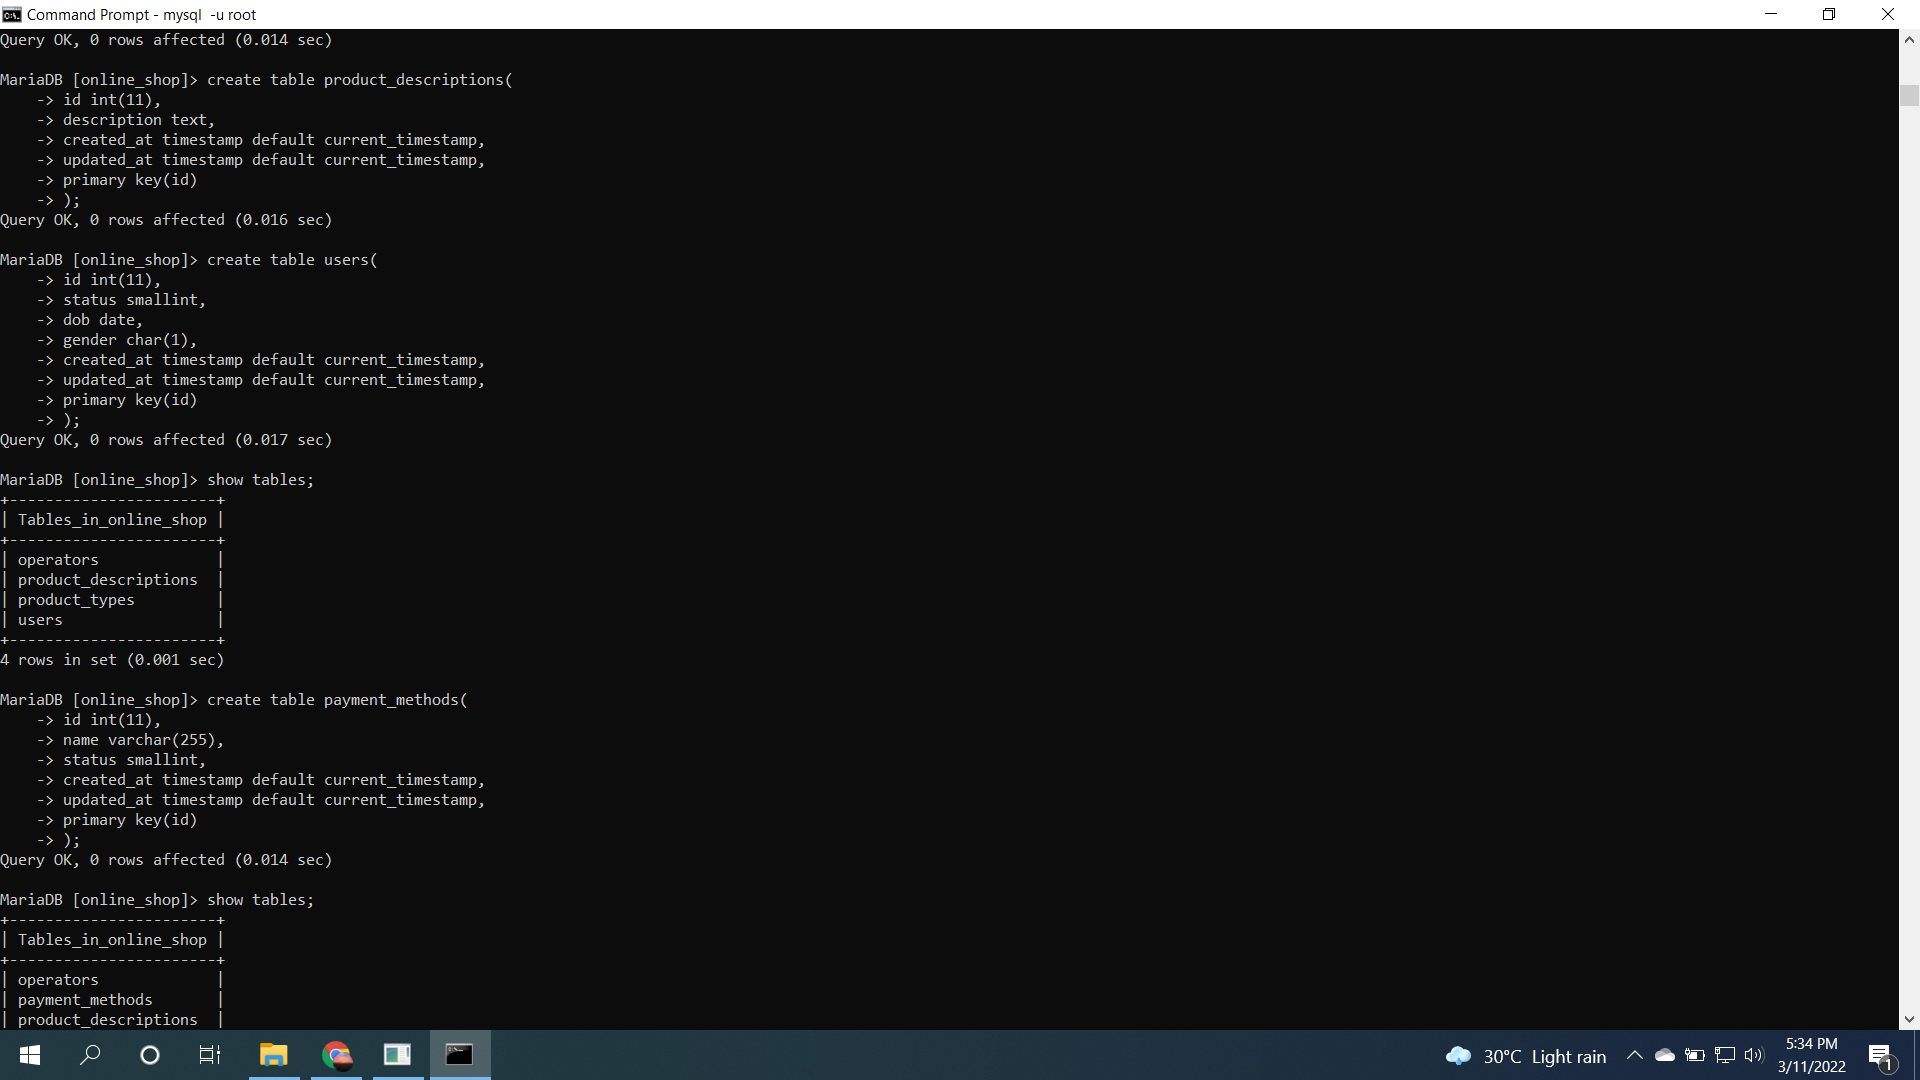 Command Prompt - mysql  -u root
Query OK, 0 rows affected (0.014 sec)
MariaDB [online_shop]> create table product_descriptions(
    -> id int(11),
    -> description text,
    -> created_at timestamp default current_timestamp,
    -> updated_at timestamp default current_timestamp,
    -> primary key(id)
    -> );
Query OK, 0 rows affected (0.016 sec)
MariaDB [online_shop]> create table users(
    -> id int(11),
    -> status smallint,
    -> dob date,
    -> gender char(1),
    -> created_at timestamp default current_timestamp,
    -> updated_at timestamp default current_timestamp,
    -> primary key(id)
    -> );
Query OK, 0 rows affected (0.017 sec)
MariaDB [online_shop]> show tables;
+-----------------------+
| Tables_in_online_shop |
+-----------------------+
| operators             |
| product_descriptions  |
| product_types         |
| users                 |
+-----------------------+
4 rows in set (0.001 sec)
MariaDB [online_shop]> create table payment_methods(
    -> id int(11),
    -> name varchar(255),
    -> status smallint,
    -> created_at timestamp default current_timestamp,
    -> updated_at timestamp default current_timestamp,
    -> primary key(id)
    -> );
Query OK, 0 rows affected (0.014 sec)
MariaDB [online_shop]> show tables;
+-----------------------+
| Tables_in_online_shop |
+-----------------------+
| operators             |
| payment_methods       |
| product_descriptions  |
30°C Light rain
5:34 PM
3/11/2022
1